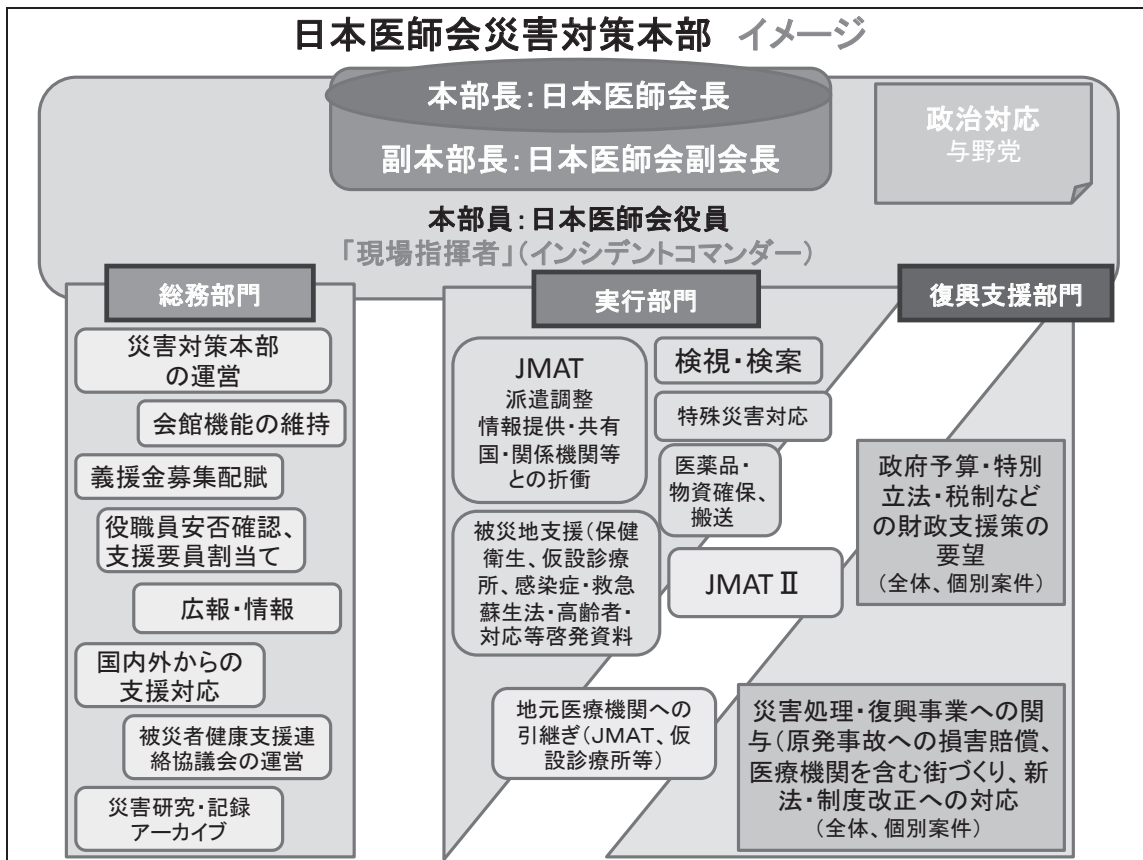 日本医師会災害対策本部 イメージ
本部長：日本医師会長
副本部長：日本医師会副会長
政治対応
与野党
本部員：日本医師会役員
「現場指揮者」（インシデントコマンダー）
総務部門
災害対策本部
の運営
会館機能の維持
義援金募集配賦
役職員安否確認、
支援要員割当て
広報・情報
国内外からの
支援対応
被災者健康支援連
絡協議会の運営
災害研究・記録
アーカイブ
実行部門
JMAT
派遣調整
情報提供・共有
国・関係機関等
との折衝
検視・検案
特殊災害対応
医薬品・
物資確保、
搬送
被災地支援（保健
衛生、仮設診療
所、感染症・救急
蘇生法・高齢者・
対応等啓発資料
JMAT Ⅱ
地元医療機関への
引継ぎ（JMAT、仮
設診療所等）
復興支援部門
政府予算・特別
立法・税制など
の財政支援策の
要望
（全体、個別案件）
災害処理・復興事業への関
与（原発事故への損害賠償、
医療機関を含む街づくり、新
法・制度改正への対応
（全体、個別案件）